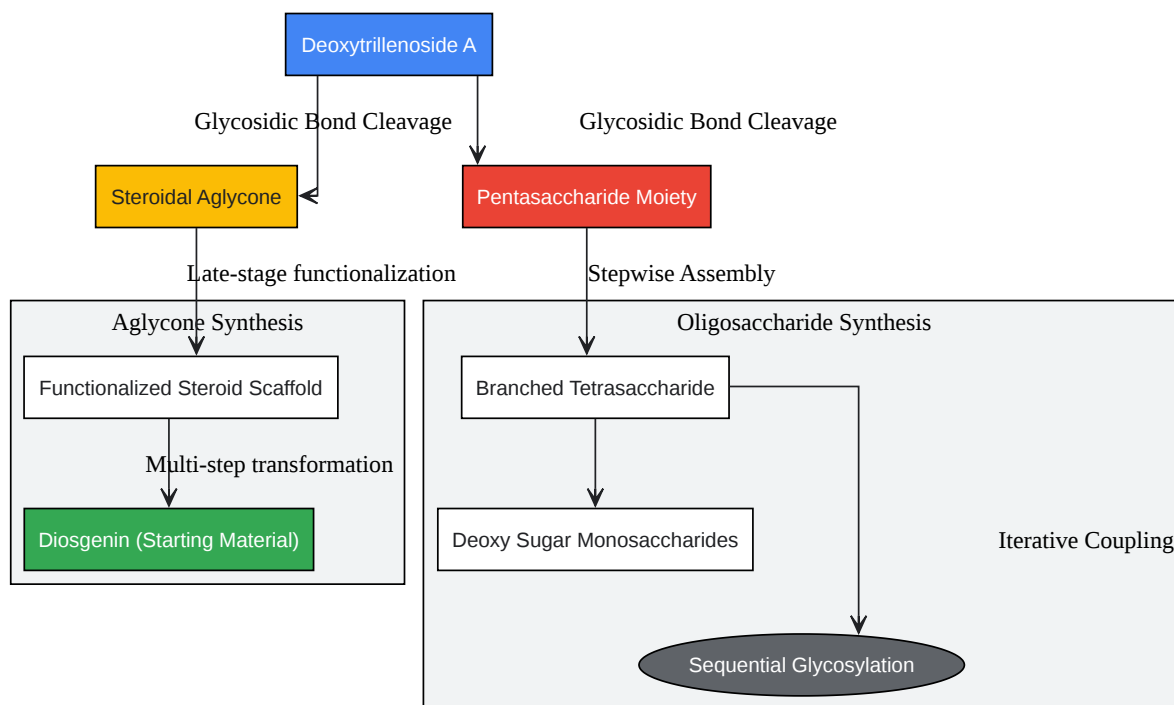 Deoxytrillenoside A
Glycosidic Bond Cleavage
Glycosidic Bond Cleavage
Steroidal Aglycone
Pentasaccharide Moiety
Late-stage functionalization
Stepwise Assembly
Aglycone Synthesis
Oligosaccharide Synthesis
Functionalized Steroid Scaffold
Branched Tetrasaccharide
Multi-step transformation
Diosgenin (Starting Material)
Deoxy Sugar Monosaccharides
Iterative Coupling
Sequential Glycosylation